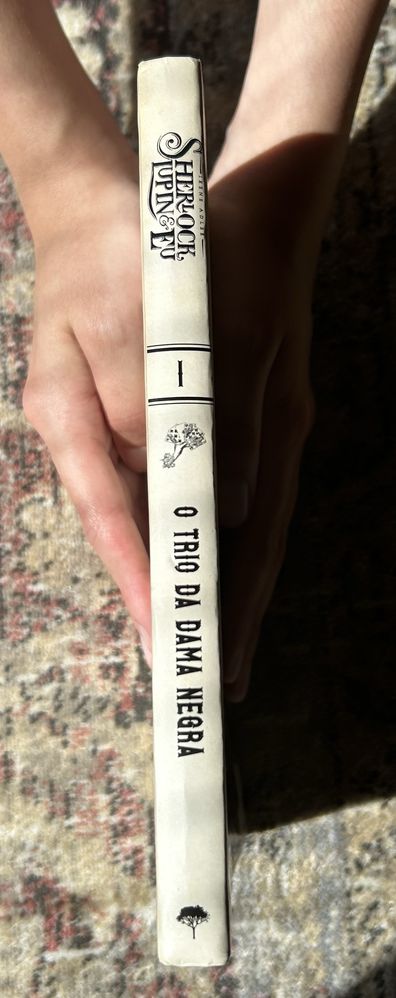 IRENE ADLER
SHERLOCK
LUPIN & EU
I
O TRIO DA DAMA NEGRA